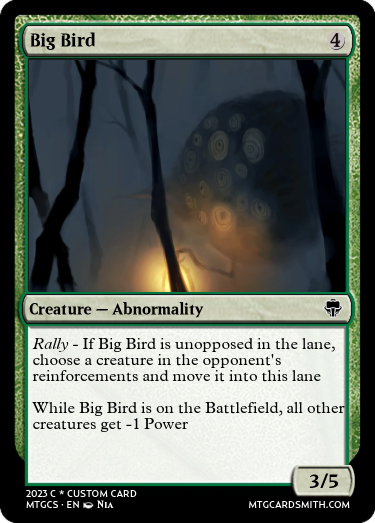 Big Bird 4
Creature — Abnormality
Rally - If Big Bird is unopposed in the lane,
choose a creature in the opponent's
reinforcements and move it into this lane
While Big Bird is on the Battlefield, all other
creatures get -1 Power
3/5
2023 C * CUSTOM CARD
MTGCS · EN NIA
MTGCARDSMITH.COM